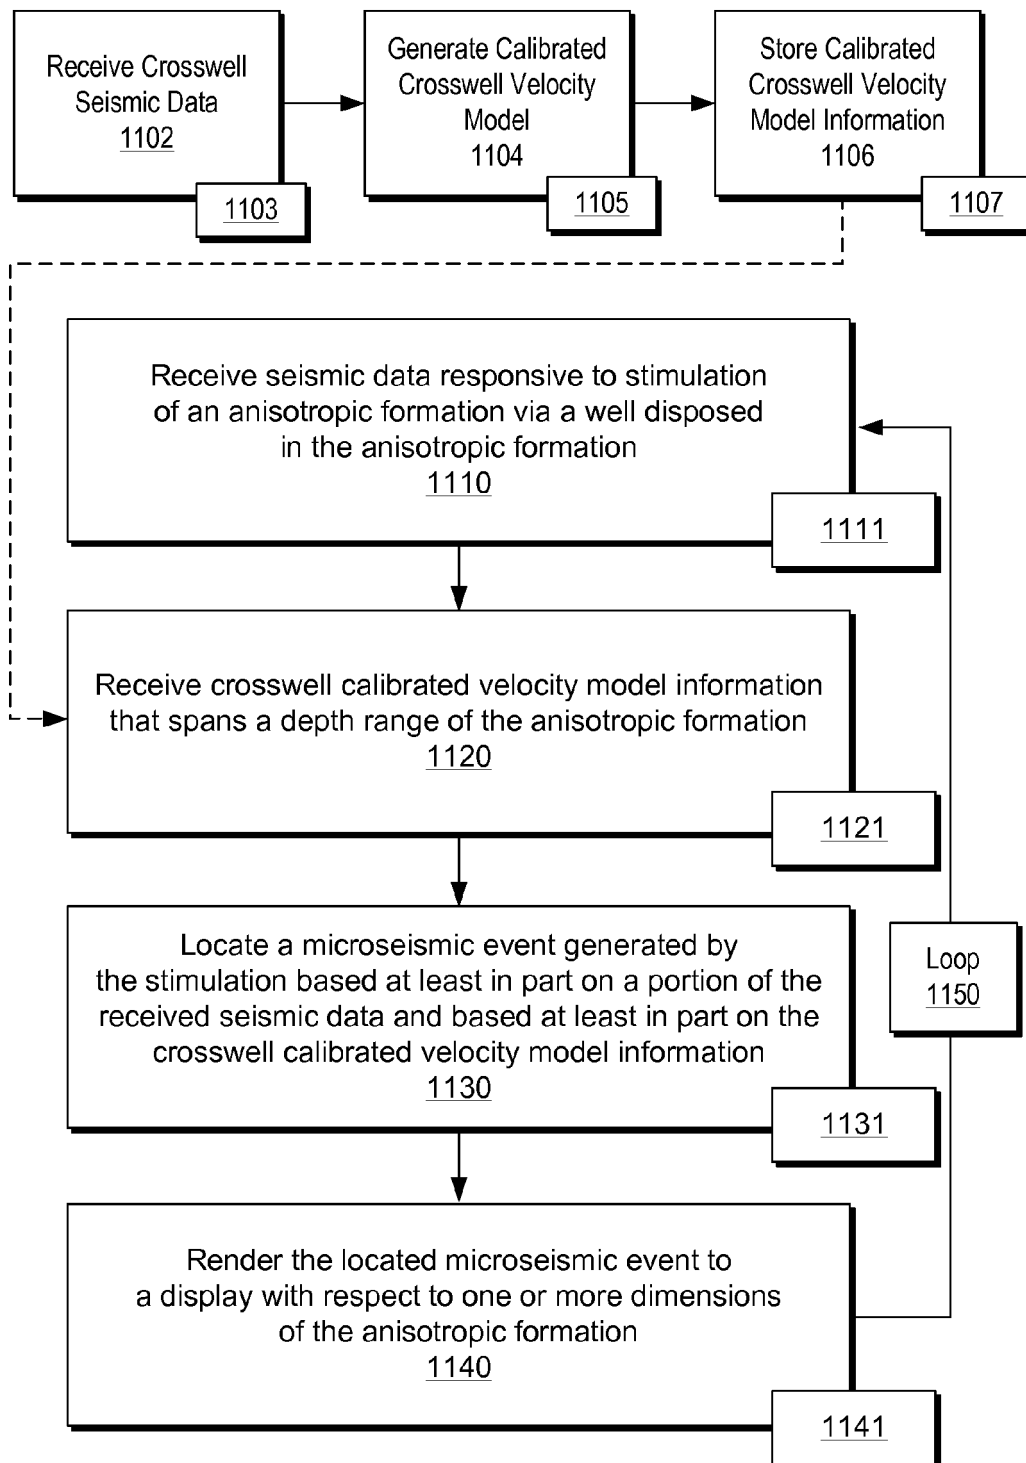 Receive Crosswell
Seismic Data
1102
1103
Generate Calibrated
Crosswell Velocity
Model
1104
1105
Store Calibrated
Crosswell Velocity
Model Information
1106
1107
Receive seismic data responsive to stimulation
of an anisotropic formation via a well disposed
in the anisotropic formation
1110
1111
Receive crosswell calibrated velocity model information
that spans a depth range of the anisotropic formation
1120
1121
Locate a microseismic event generated by
the stimulation based at least in part on a portion of the
received seismic data and based at least in part on the
crosswell calibrated velocity model information
1130
1131
Loop
1150
Render the located microseismic event to
a display with respect to one or more dimensions
of the anisotropic formation
1140
1141